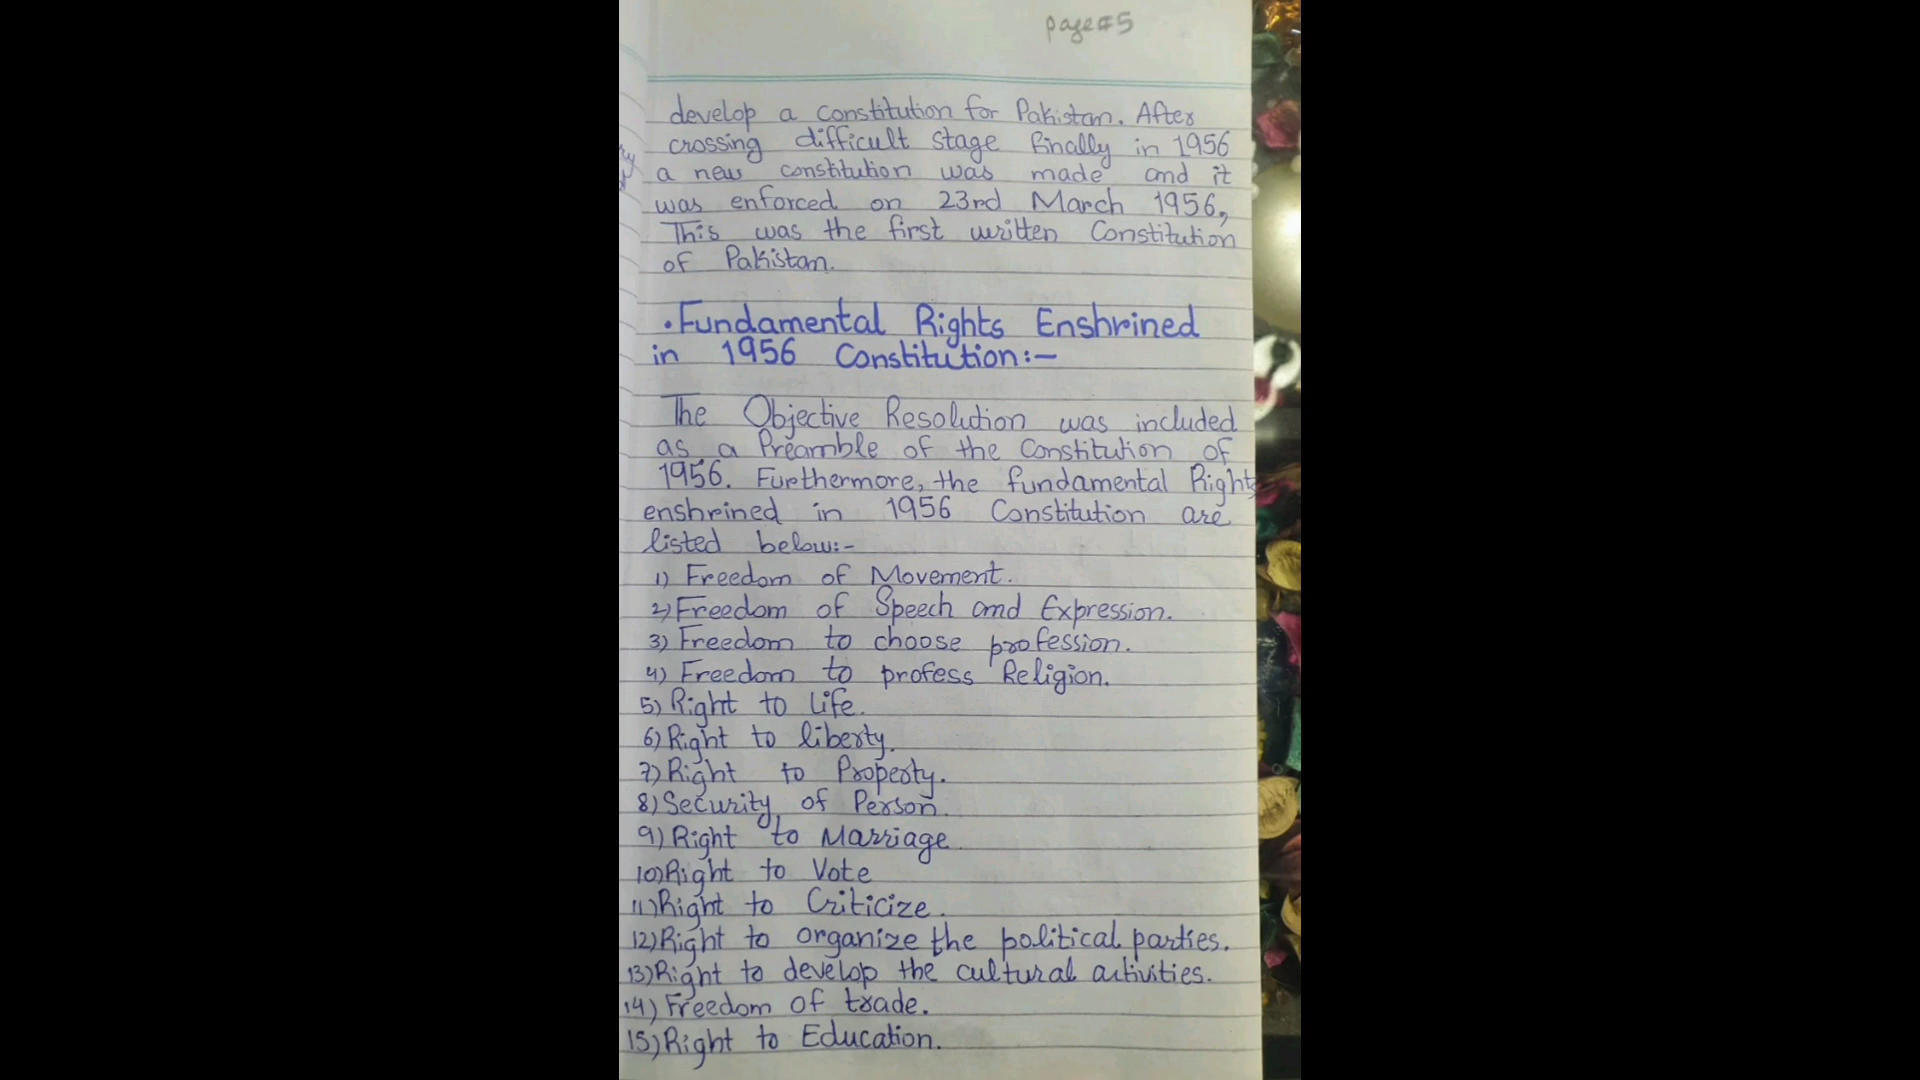 page#5
develop a constitution for Pakistan. After
crossing difficult stage finally in 1956
a new constitution was made and it
was enforced on 23rd March 1956,
This was the first written Constitution
of Pakistan.
•Fundamental Rights Enshrined
in 1956 Constitution:-
The Objective Resolution was included
as a Preamble of the Constitution of
1956. Furthermore, the fundamental Rights
enshrined in 1956 Constitution are
listed below:-
1) Freedom of Movement.
2) Freedom of Speech and Expression.
3) Freedom to choose profession.
4) Freedom to profess Religion.
5) Right to life.
6) Right to liberty.
7) Right to Property.
8) Security of Person.
9) Right to Marriage.
10) Right to Vote
11) Right to Criticize.
12) Right to organize the political parties.
13) Right to develop the cultural activities.
14) Freedom of trade.
15) Right to Education.